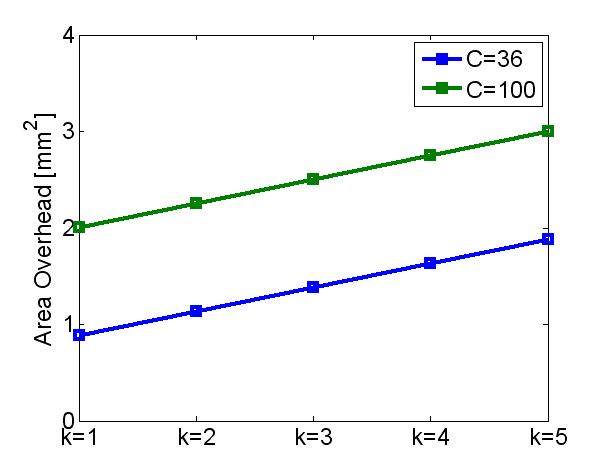 4
C=36
C=100
3
Area Overhead [mm²]
2
1
0
k=1 k=2 k=3 k=4 k=5